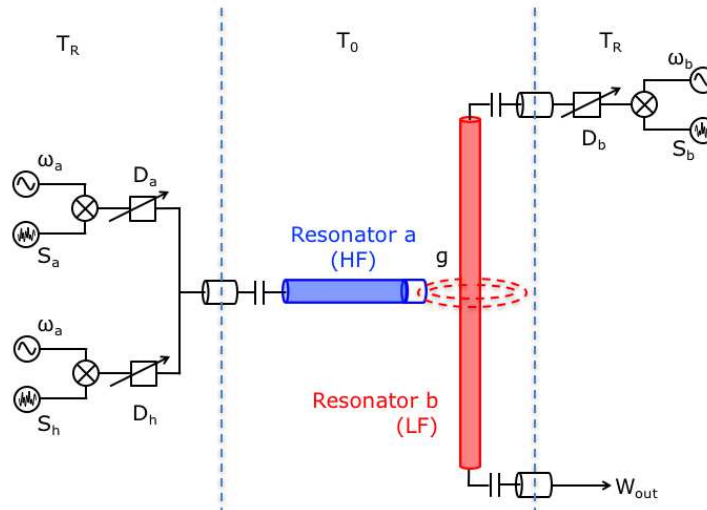 T_R
T_0
T_R
ω_b
D_b
S_b
ω_a
D_a
S_a
Resonator a
(HF)
g
ω_a
D_h
S_h
Resonator b
(LF)
W_out